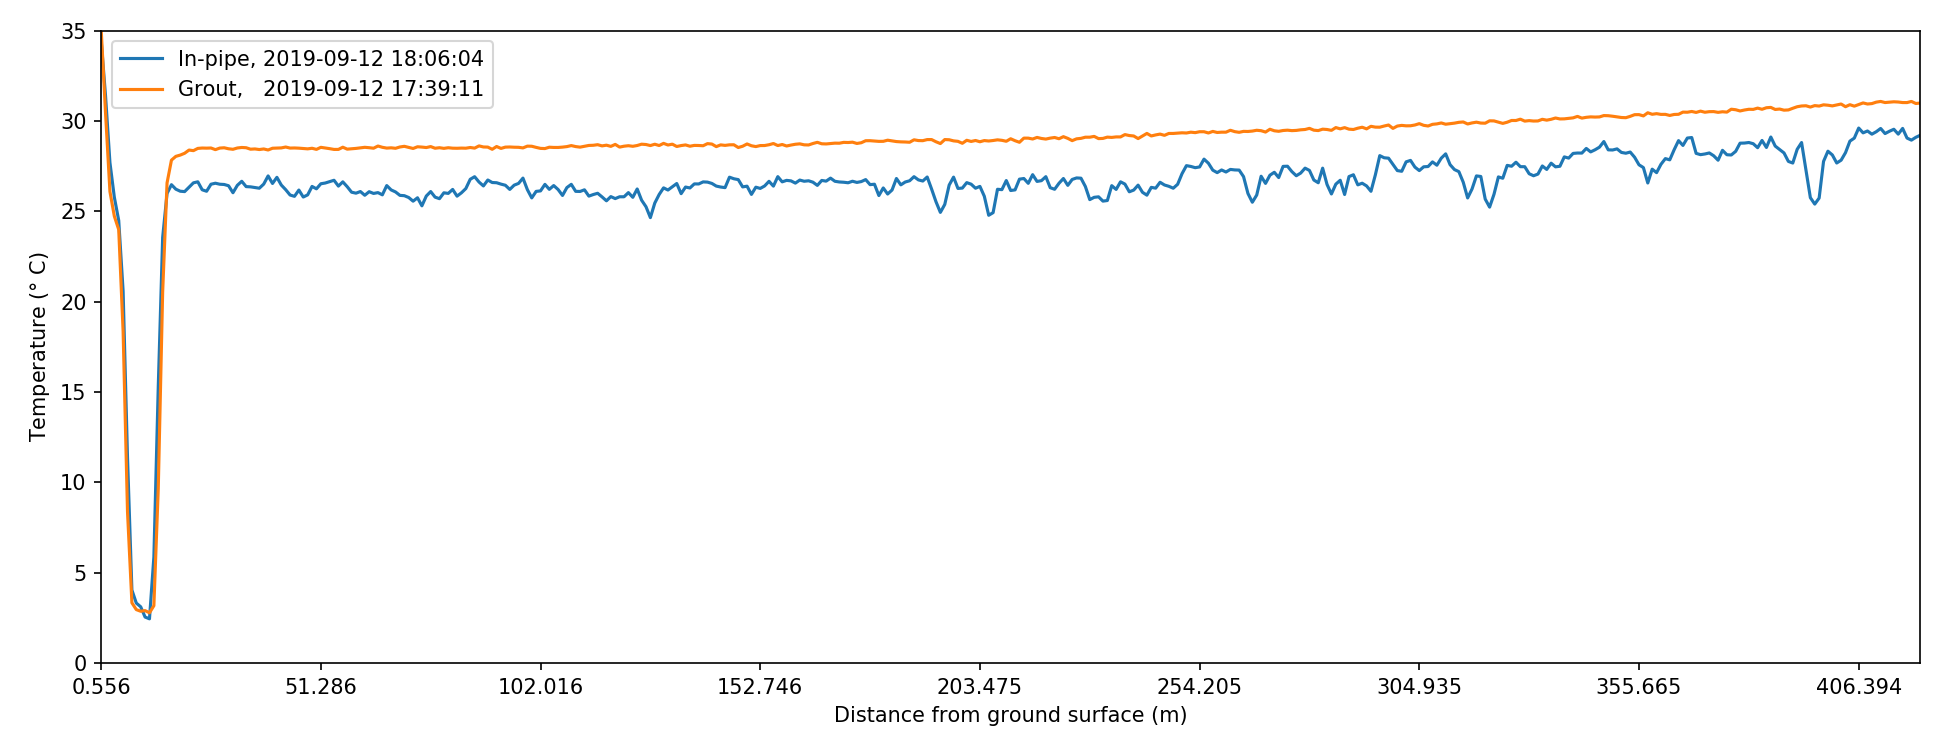 In-pipe, 2019-09-12 18:06:04
Grout, 2019-09-12 17:39:11
35
30
25
20
15
10
5
0
Temperature (° C)
0.556 51.286 102.016 152.746 203.475 254.205 304.935 355.665 406.394
Distance from ground surface (m)